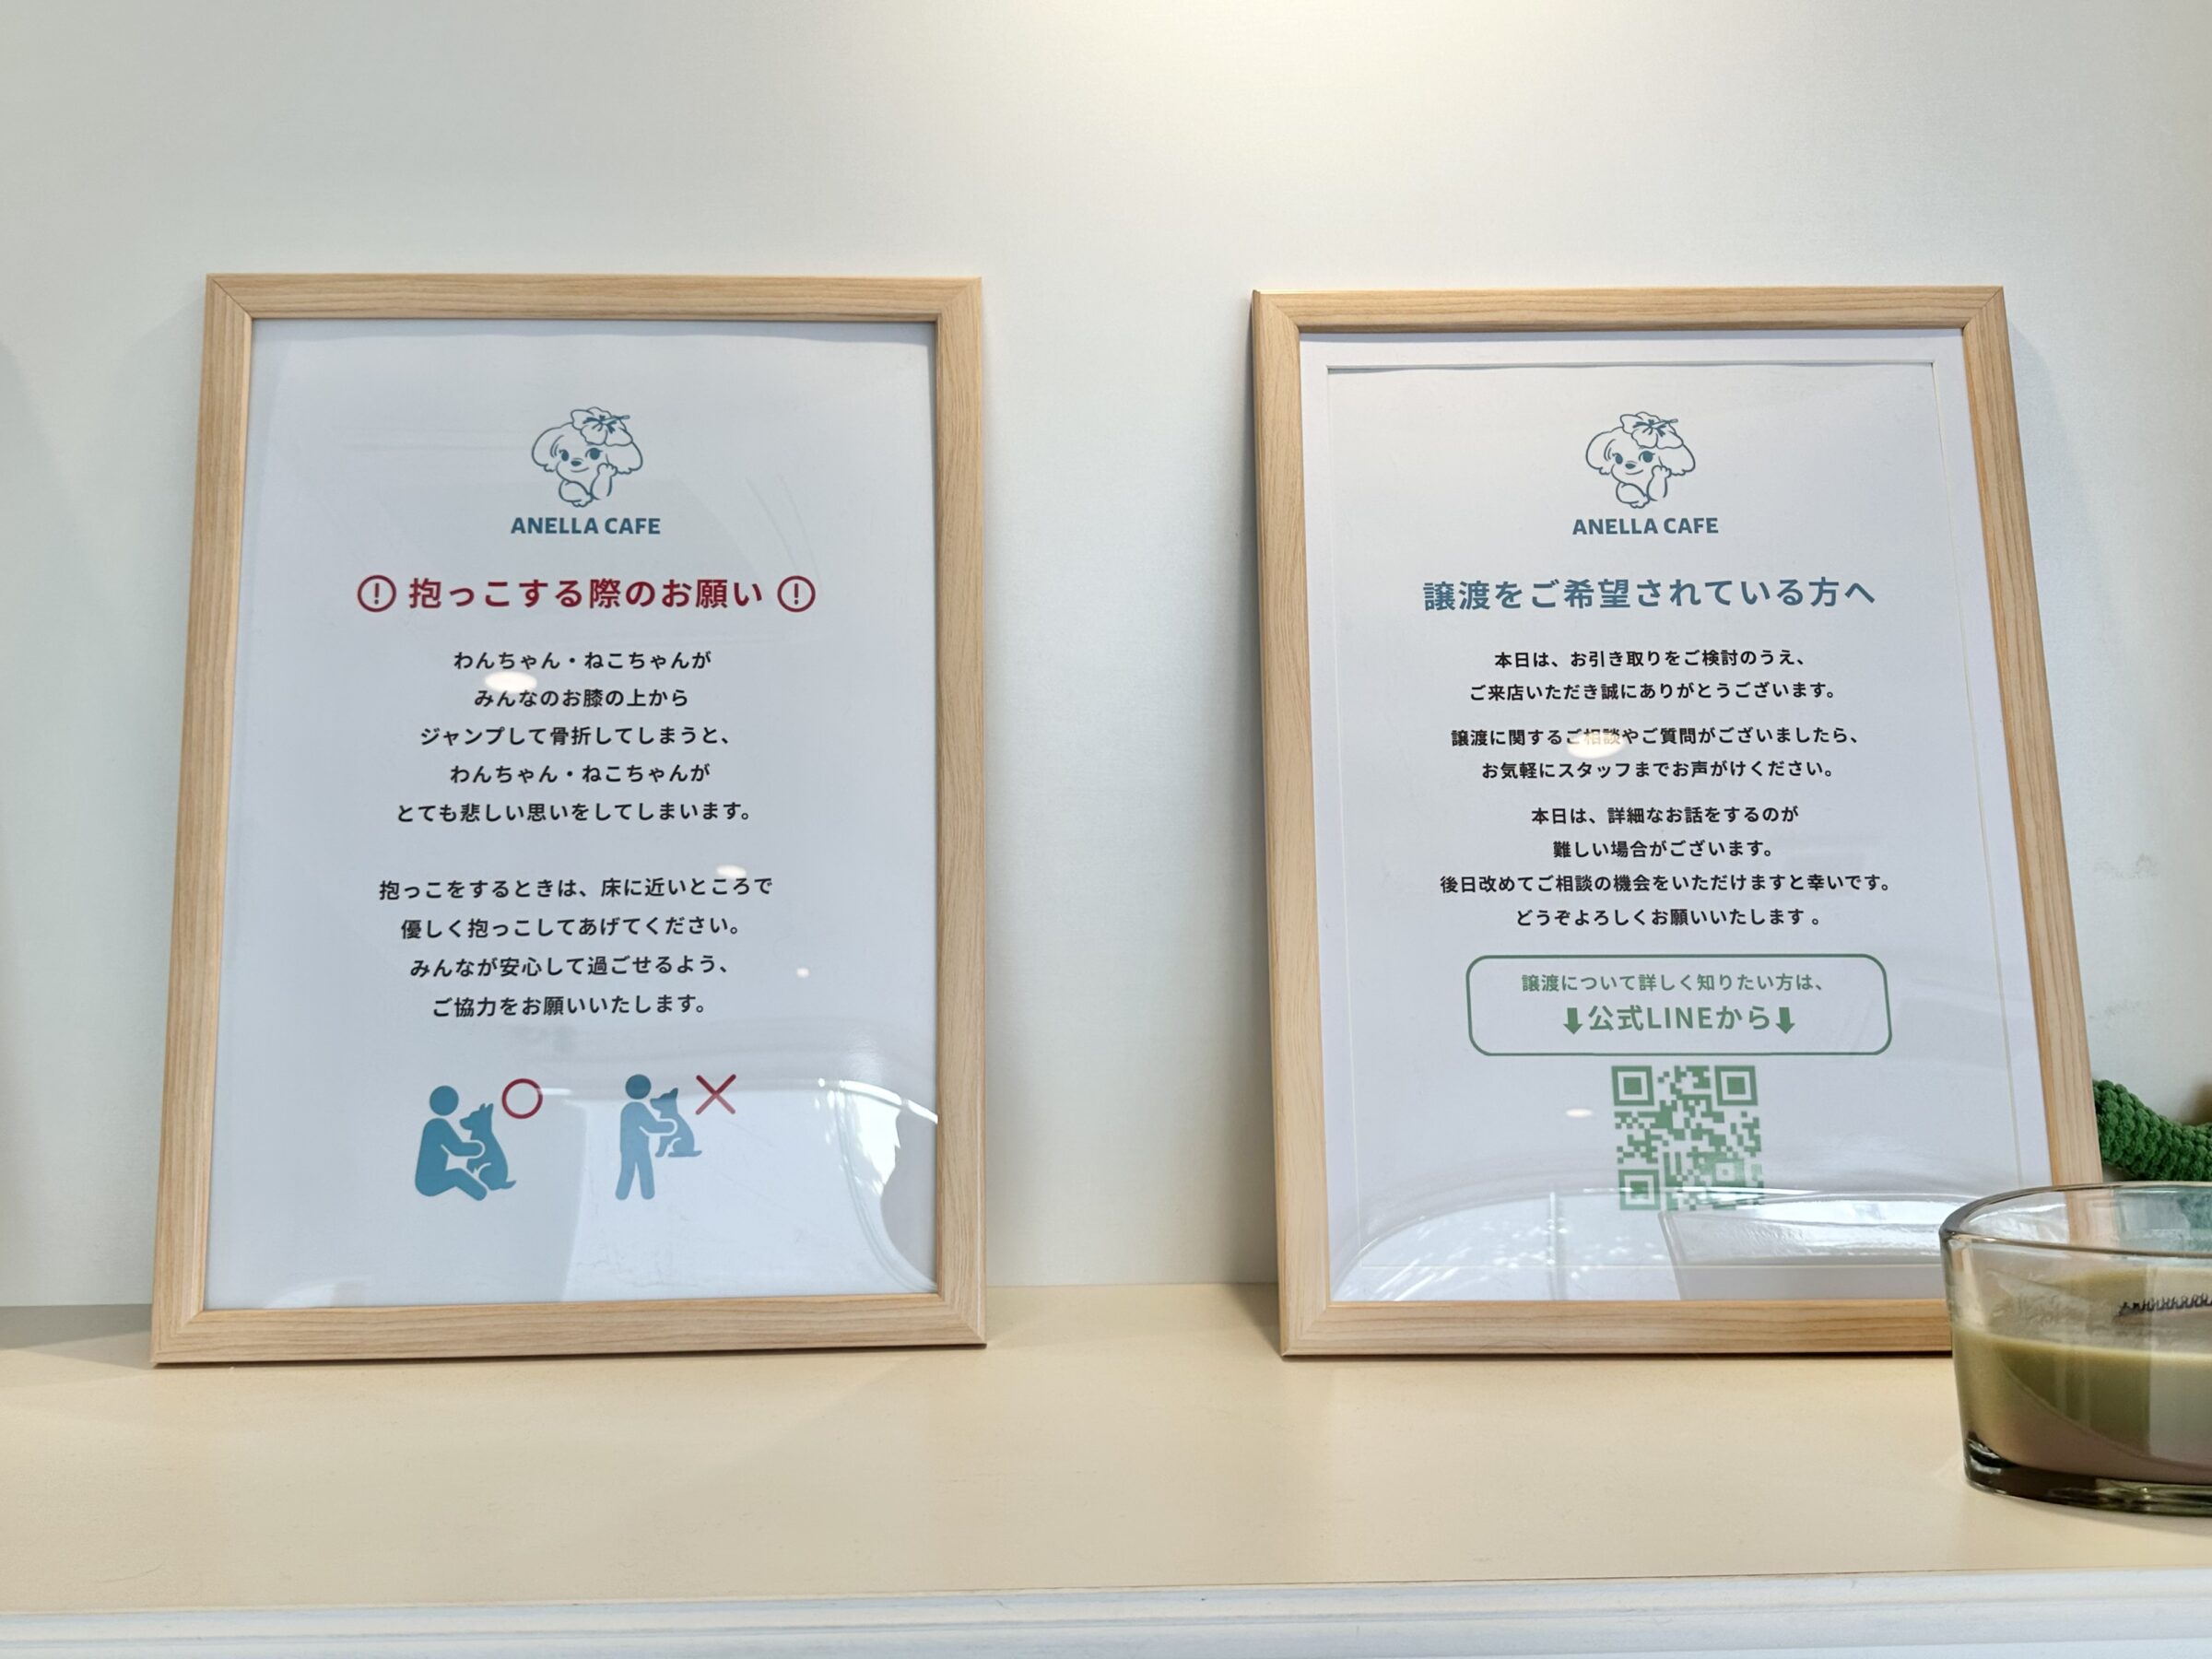 ANELLA CAFE
抱っこする際のお願い
わんちゃん・ねこちゃんが
みんなのお膝の上から
ジャンプして骨折してしまうと、
わんちゃん・ねこちゃんが
とても悲しい思いをしてしまいます。
抱っこをするときは、床に近いところで
優しく抱っこしてあげてください。
みんなが安心して過ごせるよう、
ご協力をお願いいたします。
ANELLA CAFE
譲渡をご希望されている方へ
本日は、お引き取りをご検討のうえ、
ご来店いただき誠にありがとうございます。
譲渡に関するご相談やご質問がございましたら、
お気軽にスタッフまでお声がけください。
本日は、詳細なお話をするのが
難しい場合がございます。
後日改めてご相談の機会をいただけますと幸いです。
どうぞよろしくお願いいたします。
譲渡について詳しく知りたい方は、
⬇公式LINEから⬇